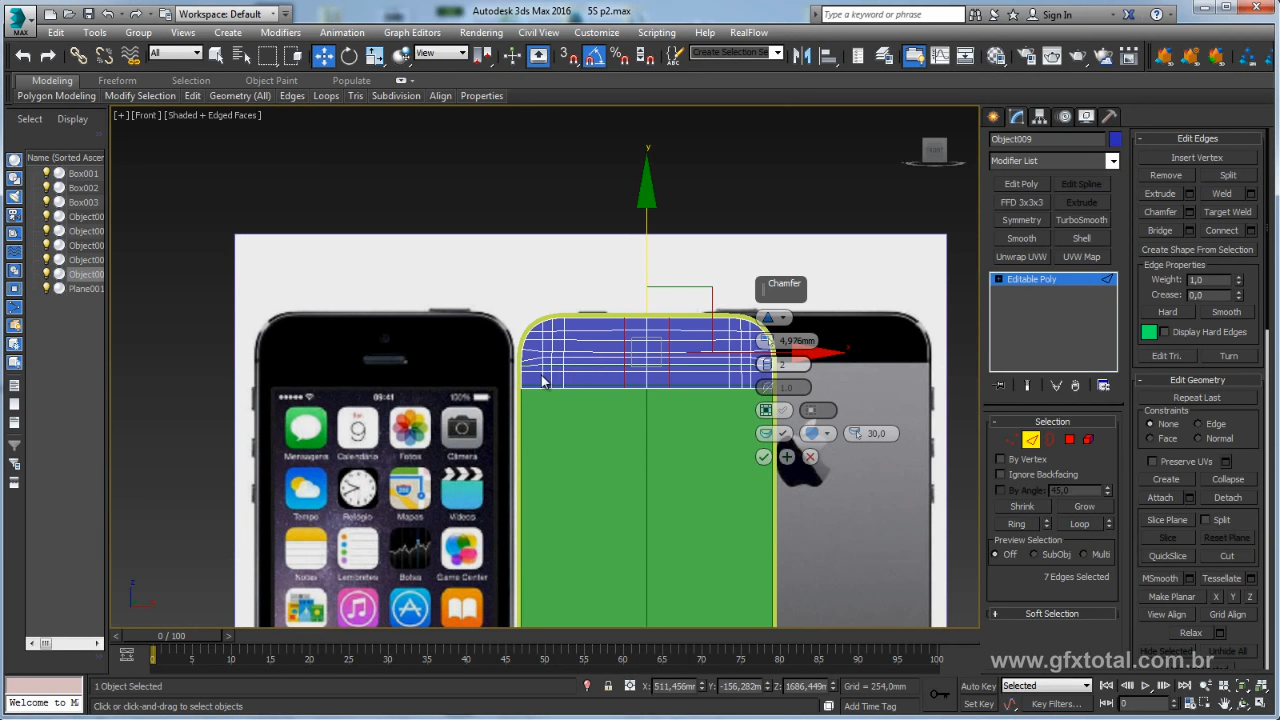 MAX
Workspace: Default
Autodesk 3ds Max 2016
5S p2.max
Type a keyword or phrase
Sign In
Edit Tools Group Views Create Modifiers Animation Graph Editors Rendering Civil View Customize Scripting Help RealFlow
All
View
Create Selection Se
Modeling Freeform Selection Object Paint Populate
Polygon Modeling Modify Selection Edit Geometry (All) Edges Loops Tris Subdivision Align Properties
Select Display
Name (Sorted Ascen
Box001
Box002
Box003
Object00
Object00
Object00
Object00
Object00
Plane001
[+] [Front] [Shaded + Edged Faces]
FRONT
y
x
z
Chamfer
4,976mm
2
1.0
30,0
09:41
100%
Mensagens Calendário Fotos Câmera
Tempo Relógio Mapas Vídeos
Notas Lembretes Bolsa Game Center
9
Object009
Modifier List
Edit Poly Edit Spline
FFD 3x3x3 Extrude
Symmetry TurboSmooth
Smooth Shell
Unwrap UVW UVW Map
Editable Poly
Selection
By Vertex
Ignore Backfacing
By Angle: 45,0
Shrink Grow
Ring Loop
Preview Selection
Off SubObj Multi
7 Edges Selected
Soft Selection
Edit Edges
Insert Vertex
Remove Split
Extrude Weld
Chamfer Target Weld
Bridge Connect
Create Shape From Selection
Edge Properties
Weight: 1,0
Crease: 0,0
Hard Smooth
Display Hard Edges
Edit Tri. Turn
Edit Geometry
Repeat Last
Constraints
None Edge
Face Normal
Preserve UVs
Create Collapse
Attach Detach
Slice Plane Split
Slice Reset Plane
QuickSlice Cut
MSmooth Tessellate
Make Planar X Y Z
View Align Grid Align
Relax
Hide Selected Unhide All
www.gfxtotal.com.br
0 / 100
0 5 10 15 20 25 30 35 40 45 50 55 60 65 70 75 80 85 90 95 100
Welcome to M
1 Object Selected
X: 511,456mm Y: -156,282m Z: 1686,449m Grid = 254,0mm
Click or click-and-drag to select objects
Add Time Tag
Auto Key Selected
Set Key Key Filters...
0